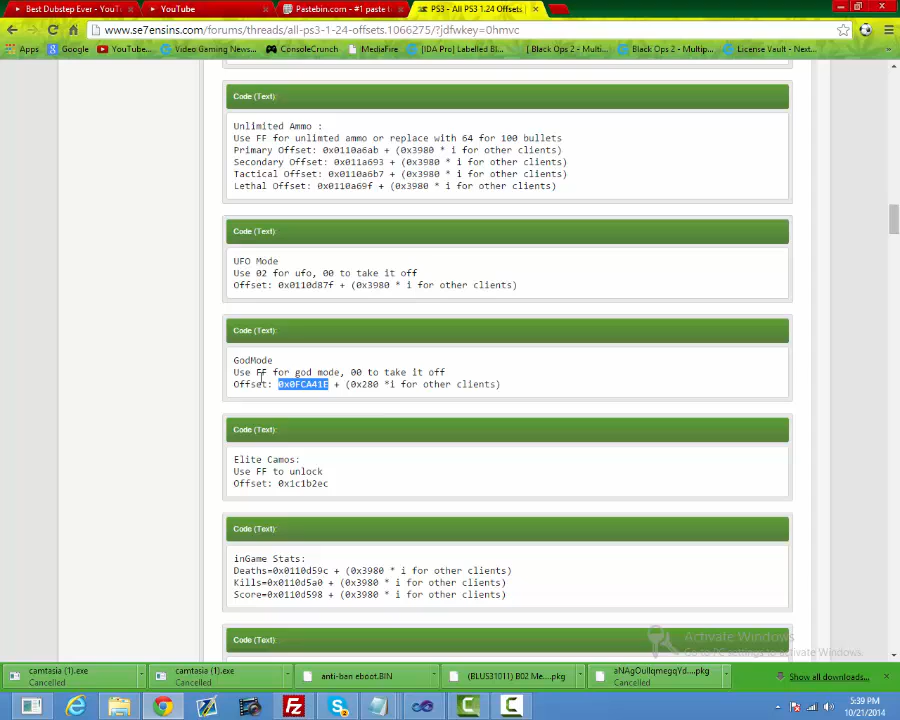 Best Dubstep Ever - YouTu
YouTube
Pastebin.com - #1 paste t
PS3 - All PS3 1.24 Offsets
www.se7ensins.com/forums/threads/all-ps3-1-24-offsets.1066275/?jdfwkey=0hmvc
Apps
Google
YouTube...
Video Gaming News...
ConsoleCrunch
MediaFire
[IDA Pro] Labelled Bl...
[Black Ops 2 - Multi...
Black Ops 2 - Multip...
License Vault - Next...
Code (Text):
Unlimited Ammo :
Use FF for unlimted ammo or replace with 64 for 100 bullets
Primary Offset: 0x0110a6ab + (0x3980 * i for other clients)
Secondary Offset: 0x011a693 + (0x3980 * i for other clients)
Tactical Offset: 0x0110a6b7 + (0x3980 * i for other clients)
Lethal Offset: 0x0110a69f + (0x3980 * i for other clients)
Code (Text):
UFO Mode
Use 02 for ufo, 00 to take it off
Offset: 0x0110d87f + (0x3980 * i for other clients)
Code (Text):
GodMode
Use FF for god mode, 00 to take it off
Offset: 0x0FCA41E + (0x280 *i for other clients)
Code (Text):
Elite Camos:
Use FF to unlock
Offset: 0x1c1b2ec
Code (Text):
inGame Stats:
Deaths=0x0110d59c + (0x3980 * i for other clients)
Kills=0x0110d5a0 + (0x3980 * i for other clients)
Score=0x0110d598 + (0x3980 * i for other clients)
Code (Text):
Activate Windows
Go to PC settings to activate Windows.
camtasia (1).exe
Cancelled
camtasia (1).exe
Cancelled
anti-ban eboot.BIN
(BLUS31011) B02 Me....pkg
aNAgOullqmegqYd....pkg
Cancelled
Show all downloads...
5:39 PM
10/21/2014